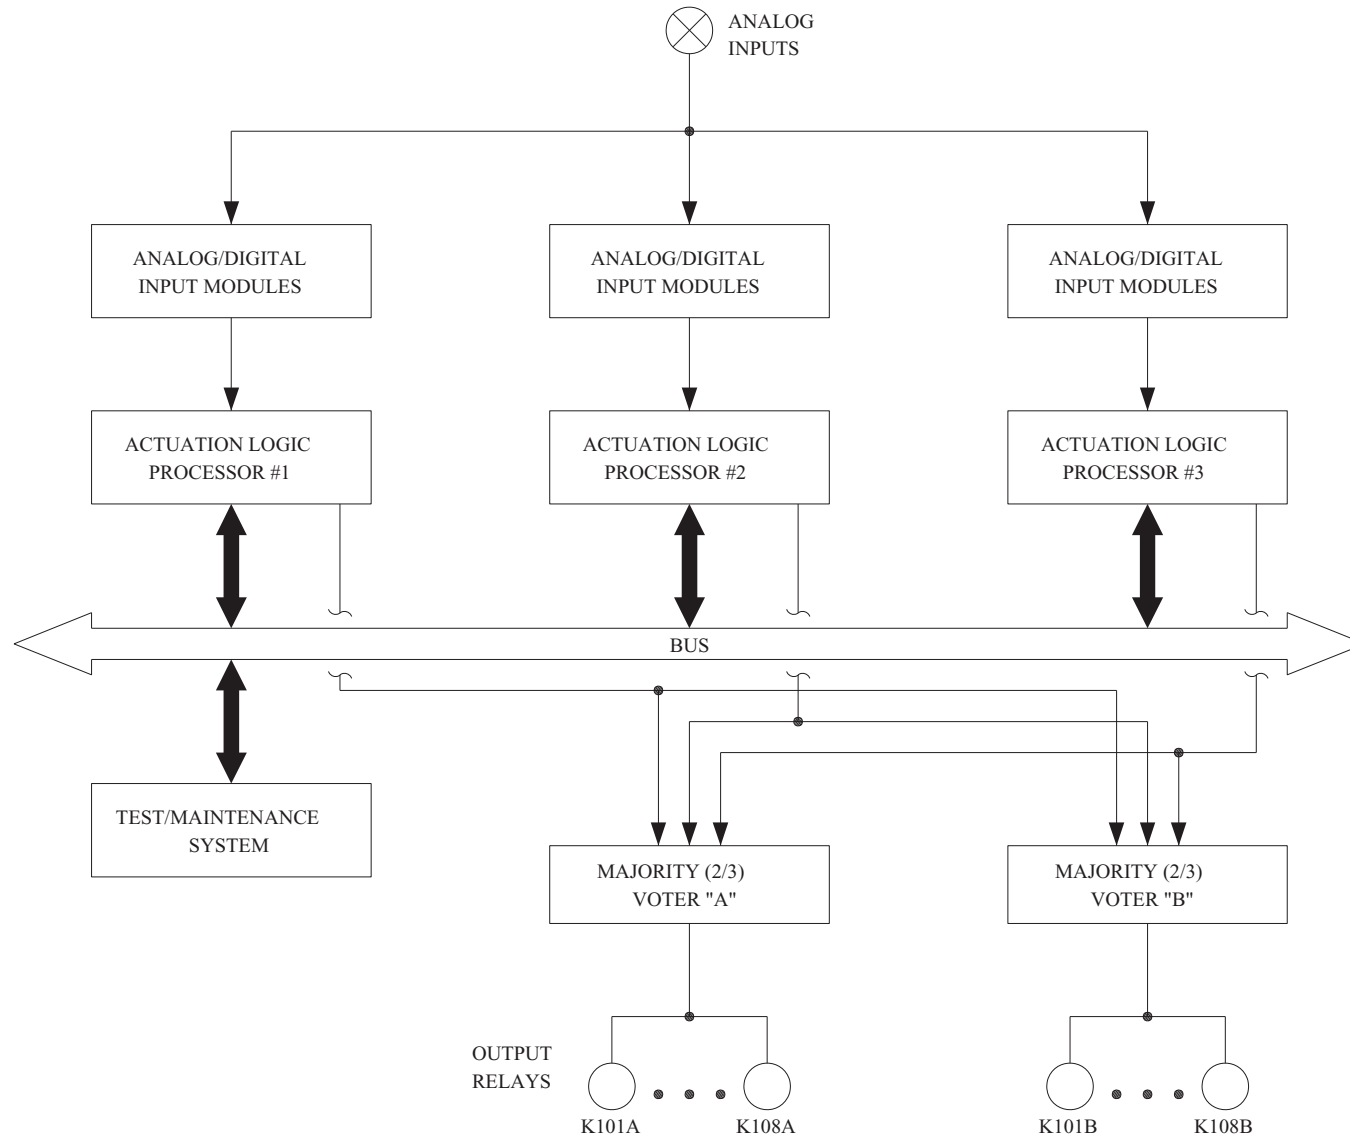 ANALOG
INPUTS
ANALOG/DIGITAL
INPUT MODULES
ANALOG/DIGITAL
INPUT MODULES
ANALOG/DIGITAL
INPUT MODULES
ACTUATION LOGIC
PROCESSOR #1
ACTUATION LOGIC
PROCESSOR #2
ACTUATION LOGIC
PROCESSOR #3
BUS
TEST/MAINTENANCE
SYSTEM
MAJORITY (2/3)
VOTER "A"
MAJORITY (2/3)
VOTER "B"
OUTPUT
RELAYS
K101A
K108A
K101B
K108B